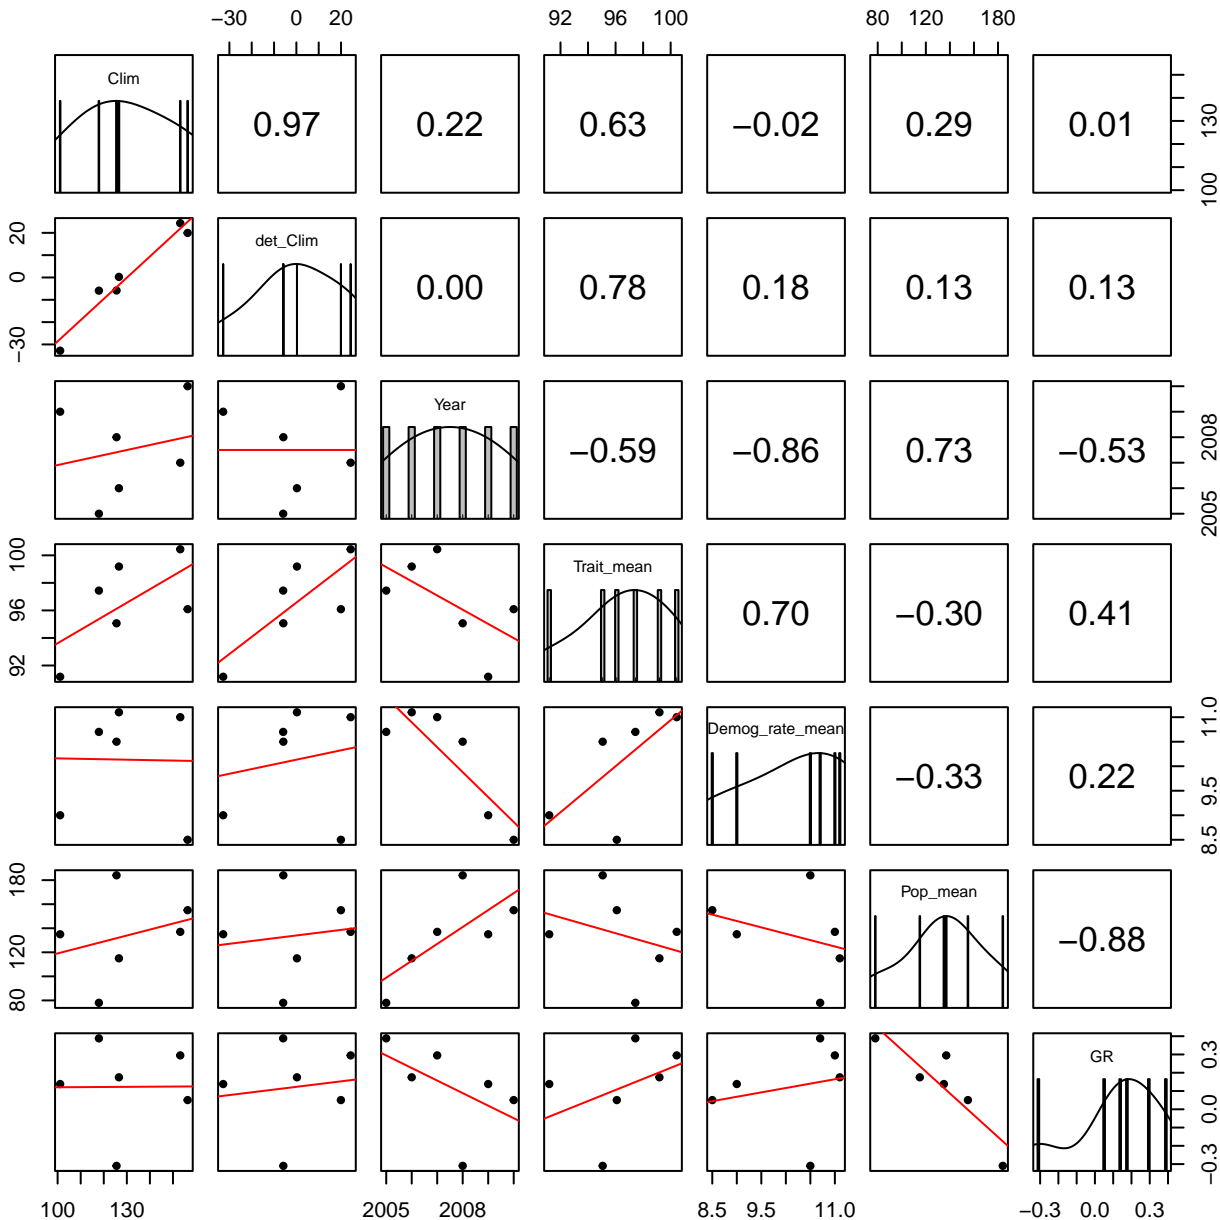 −30 0 20 92 96 100 80 140 180
Clim 0.97 0.22 0.63 −0.02 0.29 0.01
100 130
det_Clim 0.00 0.78 0.18 0.13 0.13
−30 0 20
Year −0.59 −0.86 0.73 −0.53
2005 2008
Trait_mean 0.70 −0.30 0.41
92 96 100
Demog_rate_mean −0.33 0.22
8.5 9.5 11.0
Pop_mean −0.88
80 120 180
GR
−0.3 0.0 0.3
100 130 2005 2008 8.5 9.5 11.0 −0.3 0.0 0.3